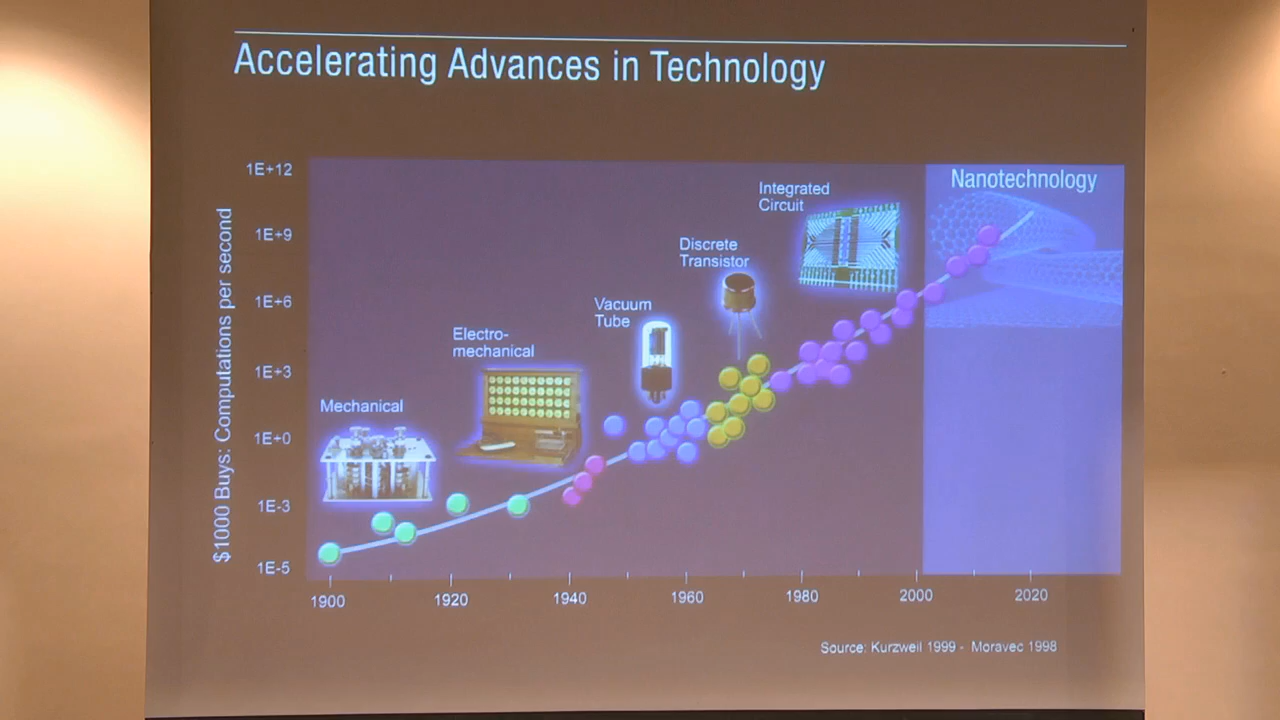 Accelerating Advances in Technology
1E+12
1E+9
1E+6
1E+3
1E+0
1E-3
1E-5
$1000 Buys: Computations per second
Mechanical
Electro-
mechanical
Vacuum
Tube
Discrete
Transistor
Integrated
Circuit
Nanotechnology
1900
1920
1940
1960
1980
2000
2020
Source: Kurzweil 1999 - Moravec 1998